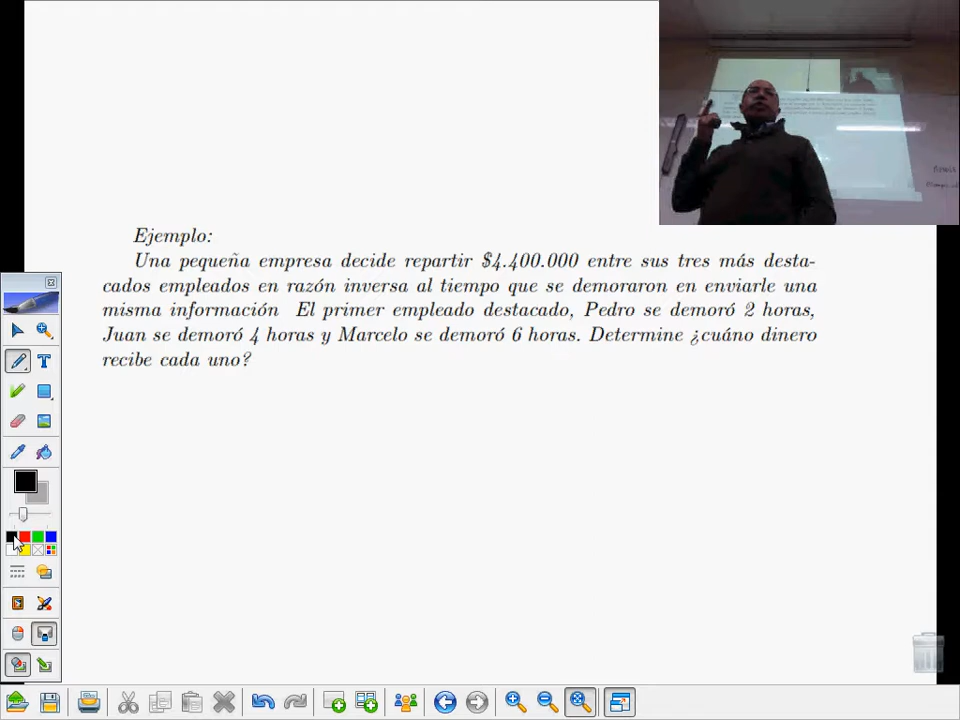 Ejemplo:
Una pequeña empresa decide repartir $4.400.000 entre sus tres más desta-
cados empleados en razón inversa al tiempo que se demoraron en enviarle una
misma información El primer empleado destacado, Pedro se demoró 2 horas,
Juan se demoró 4 horas y Marcelo se demoró 6 horas. Determine ¿cuáno dinero
recibe cada uno?